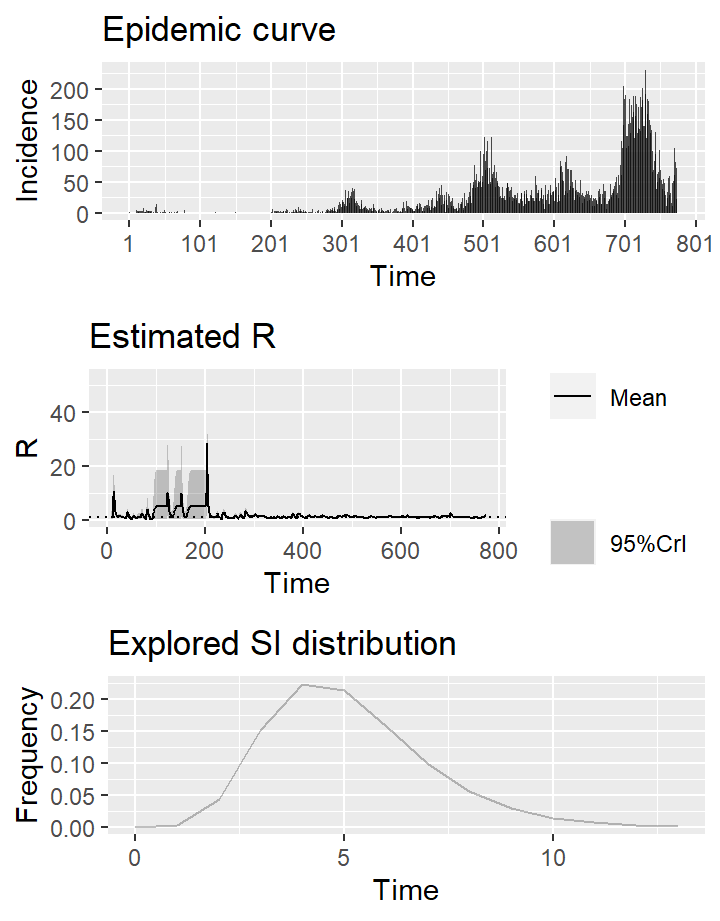 Epidemic curve
Incidence
200
150
100
50
0
1 101 201 301 401 501 601 701 801
Time
Estimated R
R
40
20
0
0 200 400 600 800
Time
Mean
95%CrI
Explored SI distribution
Frequency
0.20
0.15
0.10
0.05
0.00
0 5 10
Time